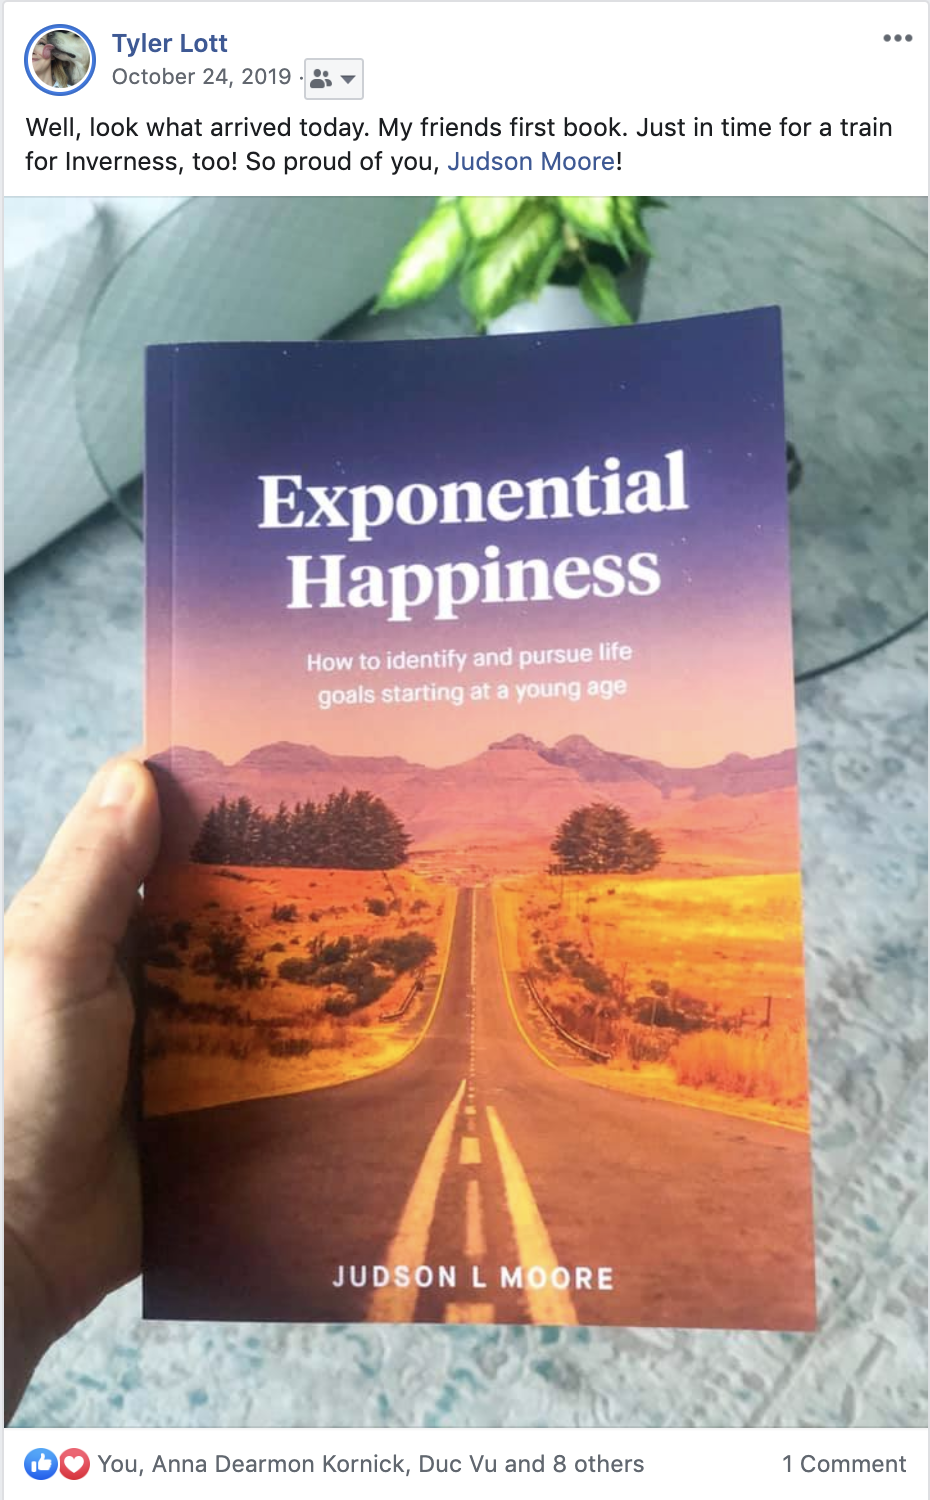 Tyler Lott
October 24, 2019 ·
Well, look what arrived today. My friends first book. Just in time for a train
for Inverness, too! So proud of you, Judson Moore!
Exponential
Happiness
How to identify and pursue life
goals starting at a young age
JUDSON L MOORE
You, Anna Dearmon Kornick, Duc Vu and 8 others
1 Comment